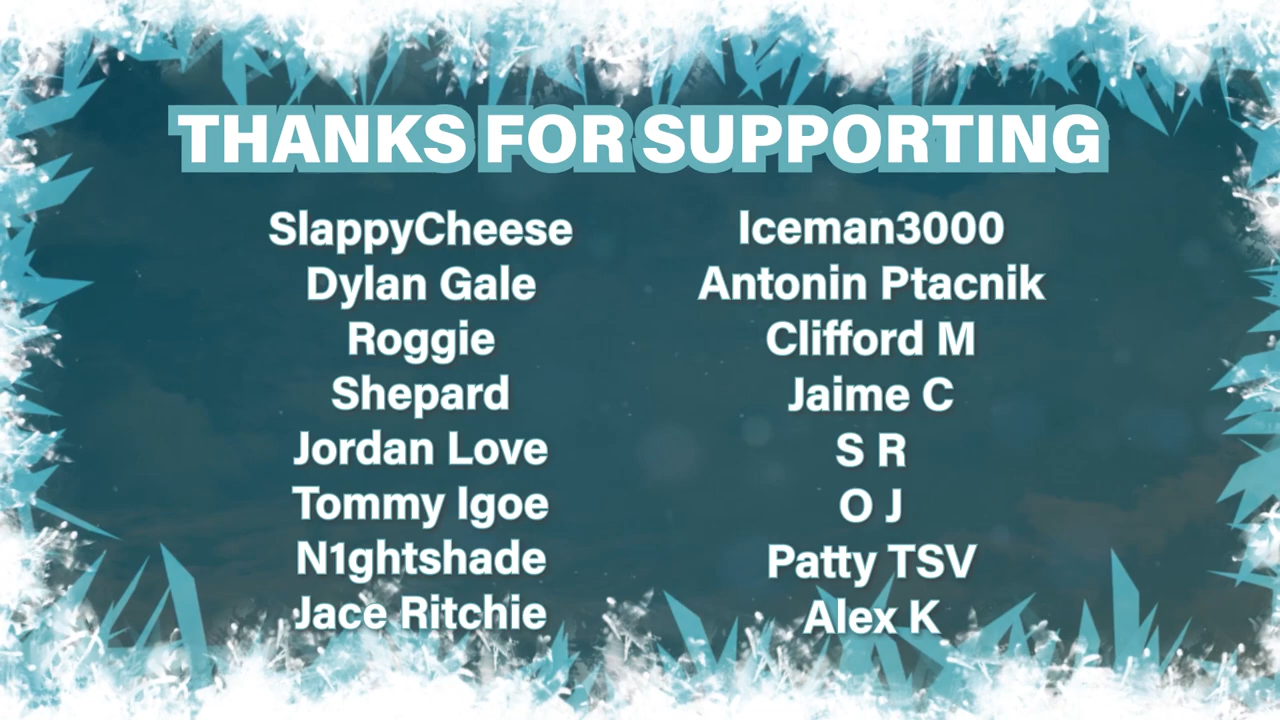 THANKS FOR SUPPORTING
SlappyCheese
Dylan Gale
Roggie
Shepard
Jordan Love
Tommy Igoe
N1ghtshade
Jace Ritchie
Iceman3000
Antonin Ptacnik
Clifford M
Jaime C
S R
O J
Patty TSV
Alex K